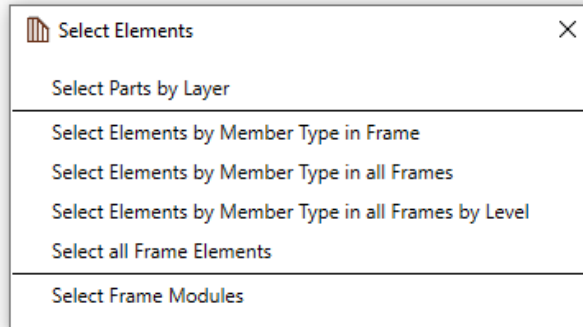 Select Elements
Select Parts by Layer
Select Elements by Member Type in Frame
Select Elements by Member Type in all Frames
Select Elements by Member Type in all Frames by Level
Select all Frame Elements
Select Frame Modules